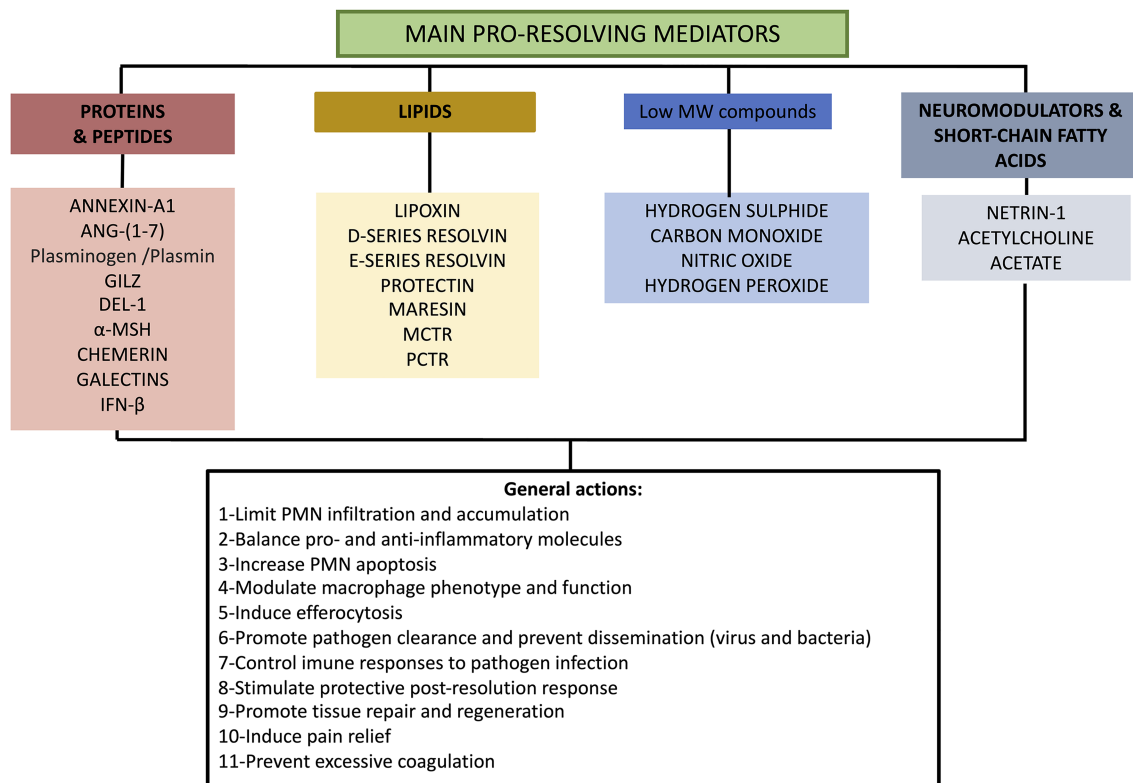 MAIN PRO-RESOLVING MEDIATORS
PROTEINS
& PEPTIDES
ANNEXIN-A1
ANG-(1-7)
Plasminogen /Plasmin
GILZ
DEL-1
α-MSH
CHEMERIN
GALECTINS
IFN-β
LIPIDS
LIPOXIN
D-SERIES RESOLVIN
E-SERIES RESOLVIN
PROTECTIN
MARESIN
MCTR
PCTR
Low MW compounds
HYDROGEN SULPHIDE
CARBON MONOXIDE
NITRIC OXIDE
HYDROGEN PEROXIDE
NEUROMODULATORS &
SHORT-CHAIN FATTY
ACIDS
NETRIN-1
ACETYLCHOLINE
ACETATE
General actions:
1-Limit PMN infiltration and accumulation
2-Balance pro- and anti-inflammatory molecules
3-Increase PMN apoptosis
4-Modulate macrophage phenotype and function
5-Induce efferocytosis
6-Promote pathogen clearance and prevent dissemination (virus and bacteria)
7-Control imune responses to pathogen infection
8-Stimulate protective post-resolution response
9-Promote tissue repair and regeneration
10-Induce pain relief
11-Prevent excessive coagulation